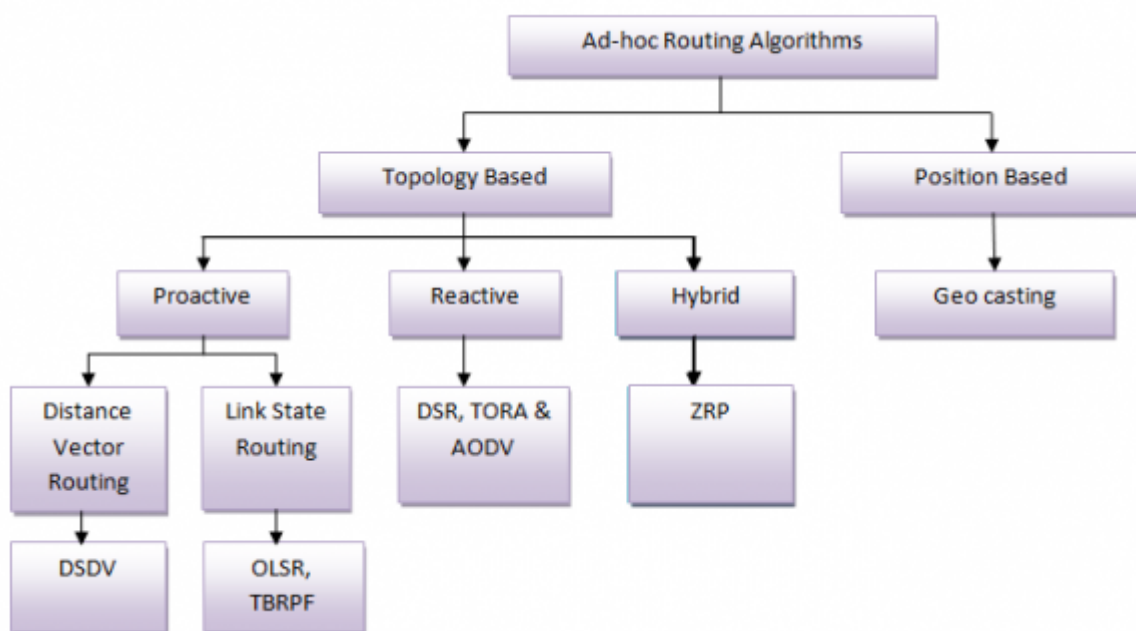 Ad-hoc Routing Algorithms
Topology Based
Position Based
Proactive
Reactive
Hybrid
Geo casting
Distance
Vector
Routing
Link State
Routing
DSR, TORA &
AODV
ZRP
DSDV
OLSR,
TBRPF